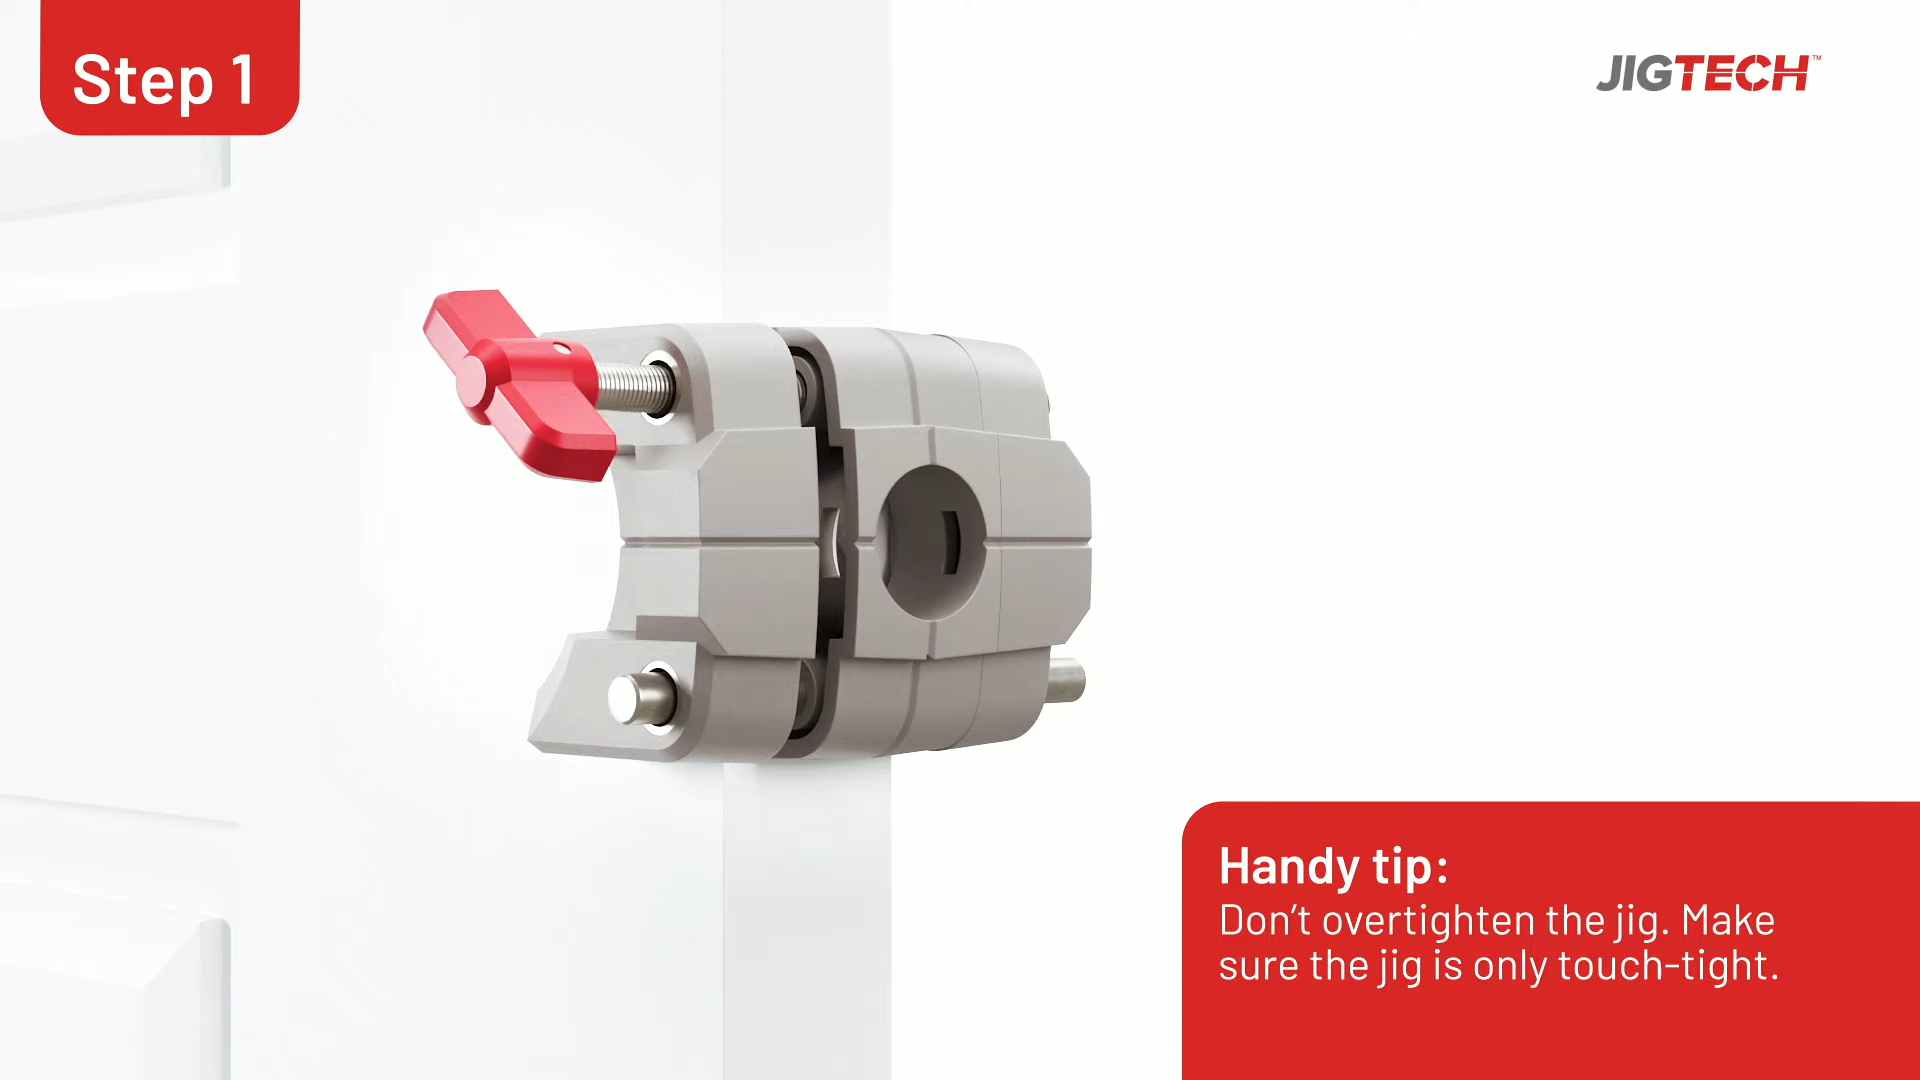 Step 1
JIGTECH™
Handy tip:
Don't overtighten the jig. Make
sure the jig is only touch-tight.